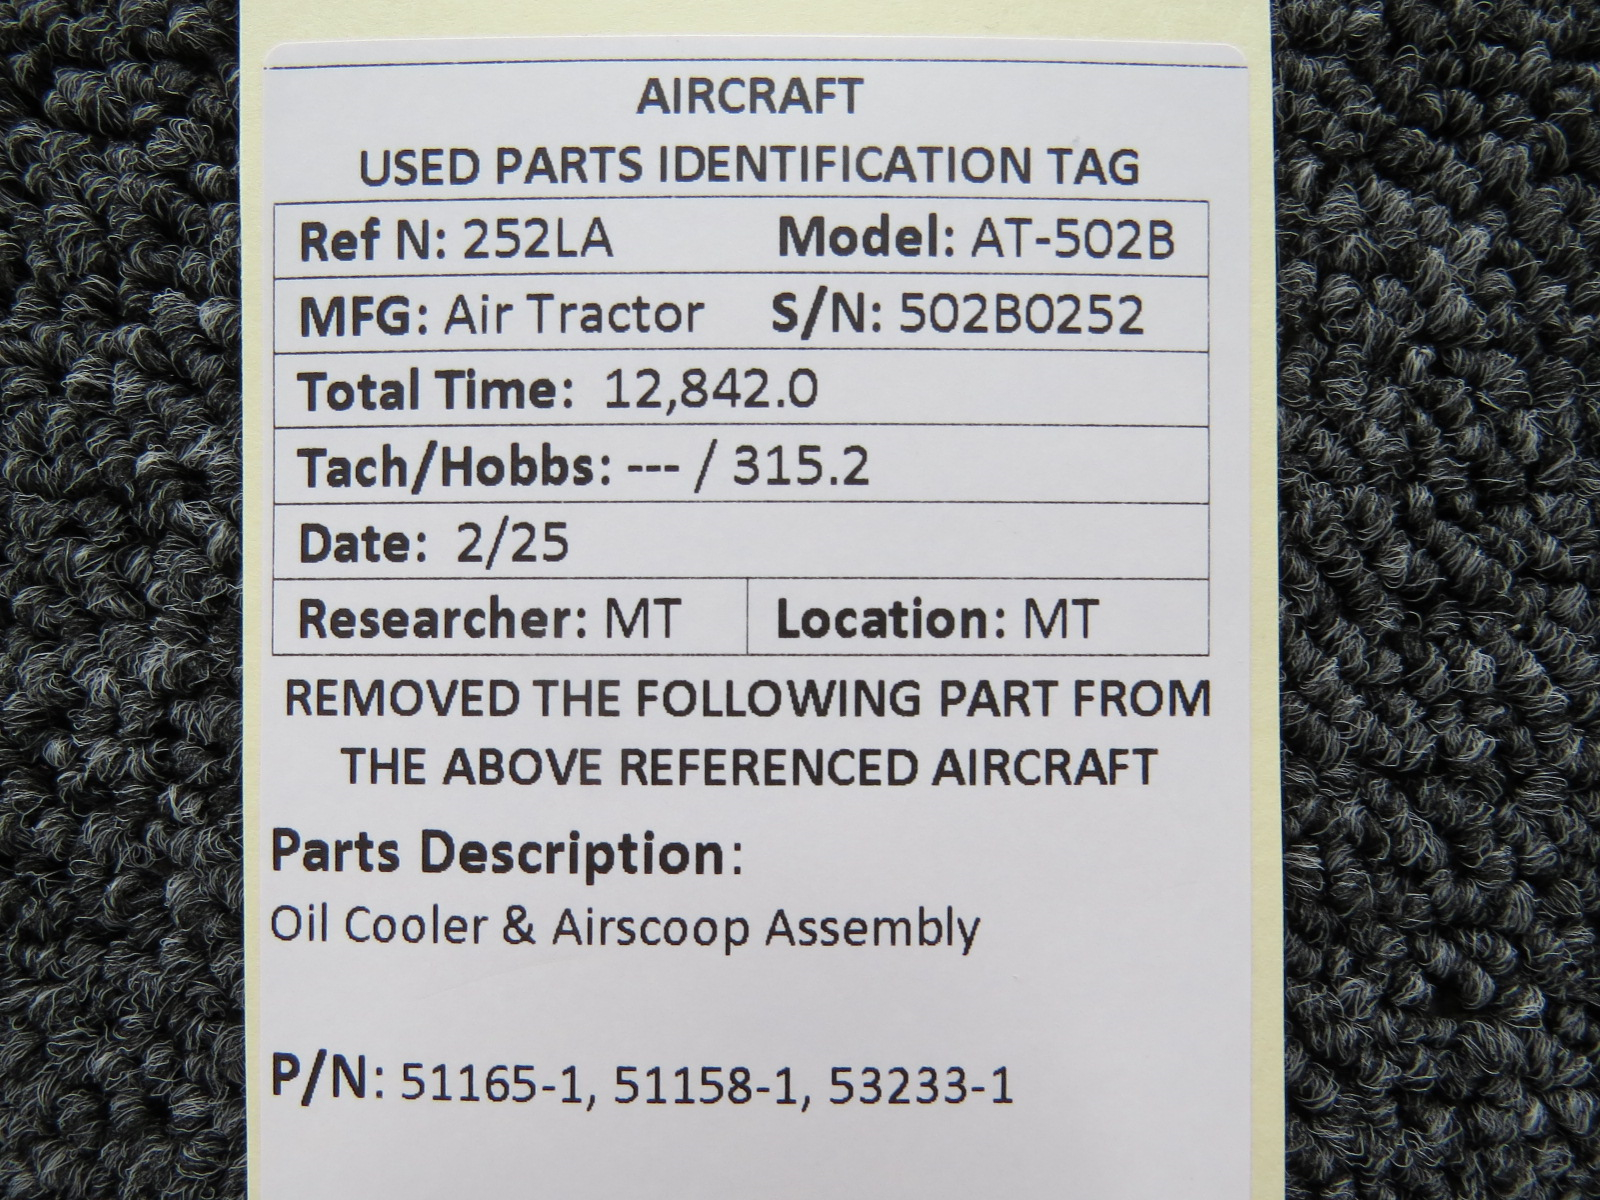 AIRCRAFT
USED PARTS IDENTIFICATION TAG
Ref N: 252LA Model: AT-502B
MFG: Air Tractor S/N: 502B0252
Total Time: 12,842.0
Tach/Hobbs: --- / 315.2
Date: 2/25
Researcher: MT Location: MT
REMOVED THE FOLLOWING PART FROM
THE ABOVE REFERENCED AIRCRAFT
Parts Description:
Oil Cooler & Airscoop Assembly
P/N: 51165-1, 51158-1, 53233-1